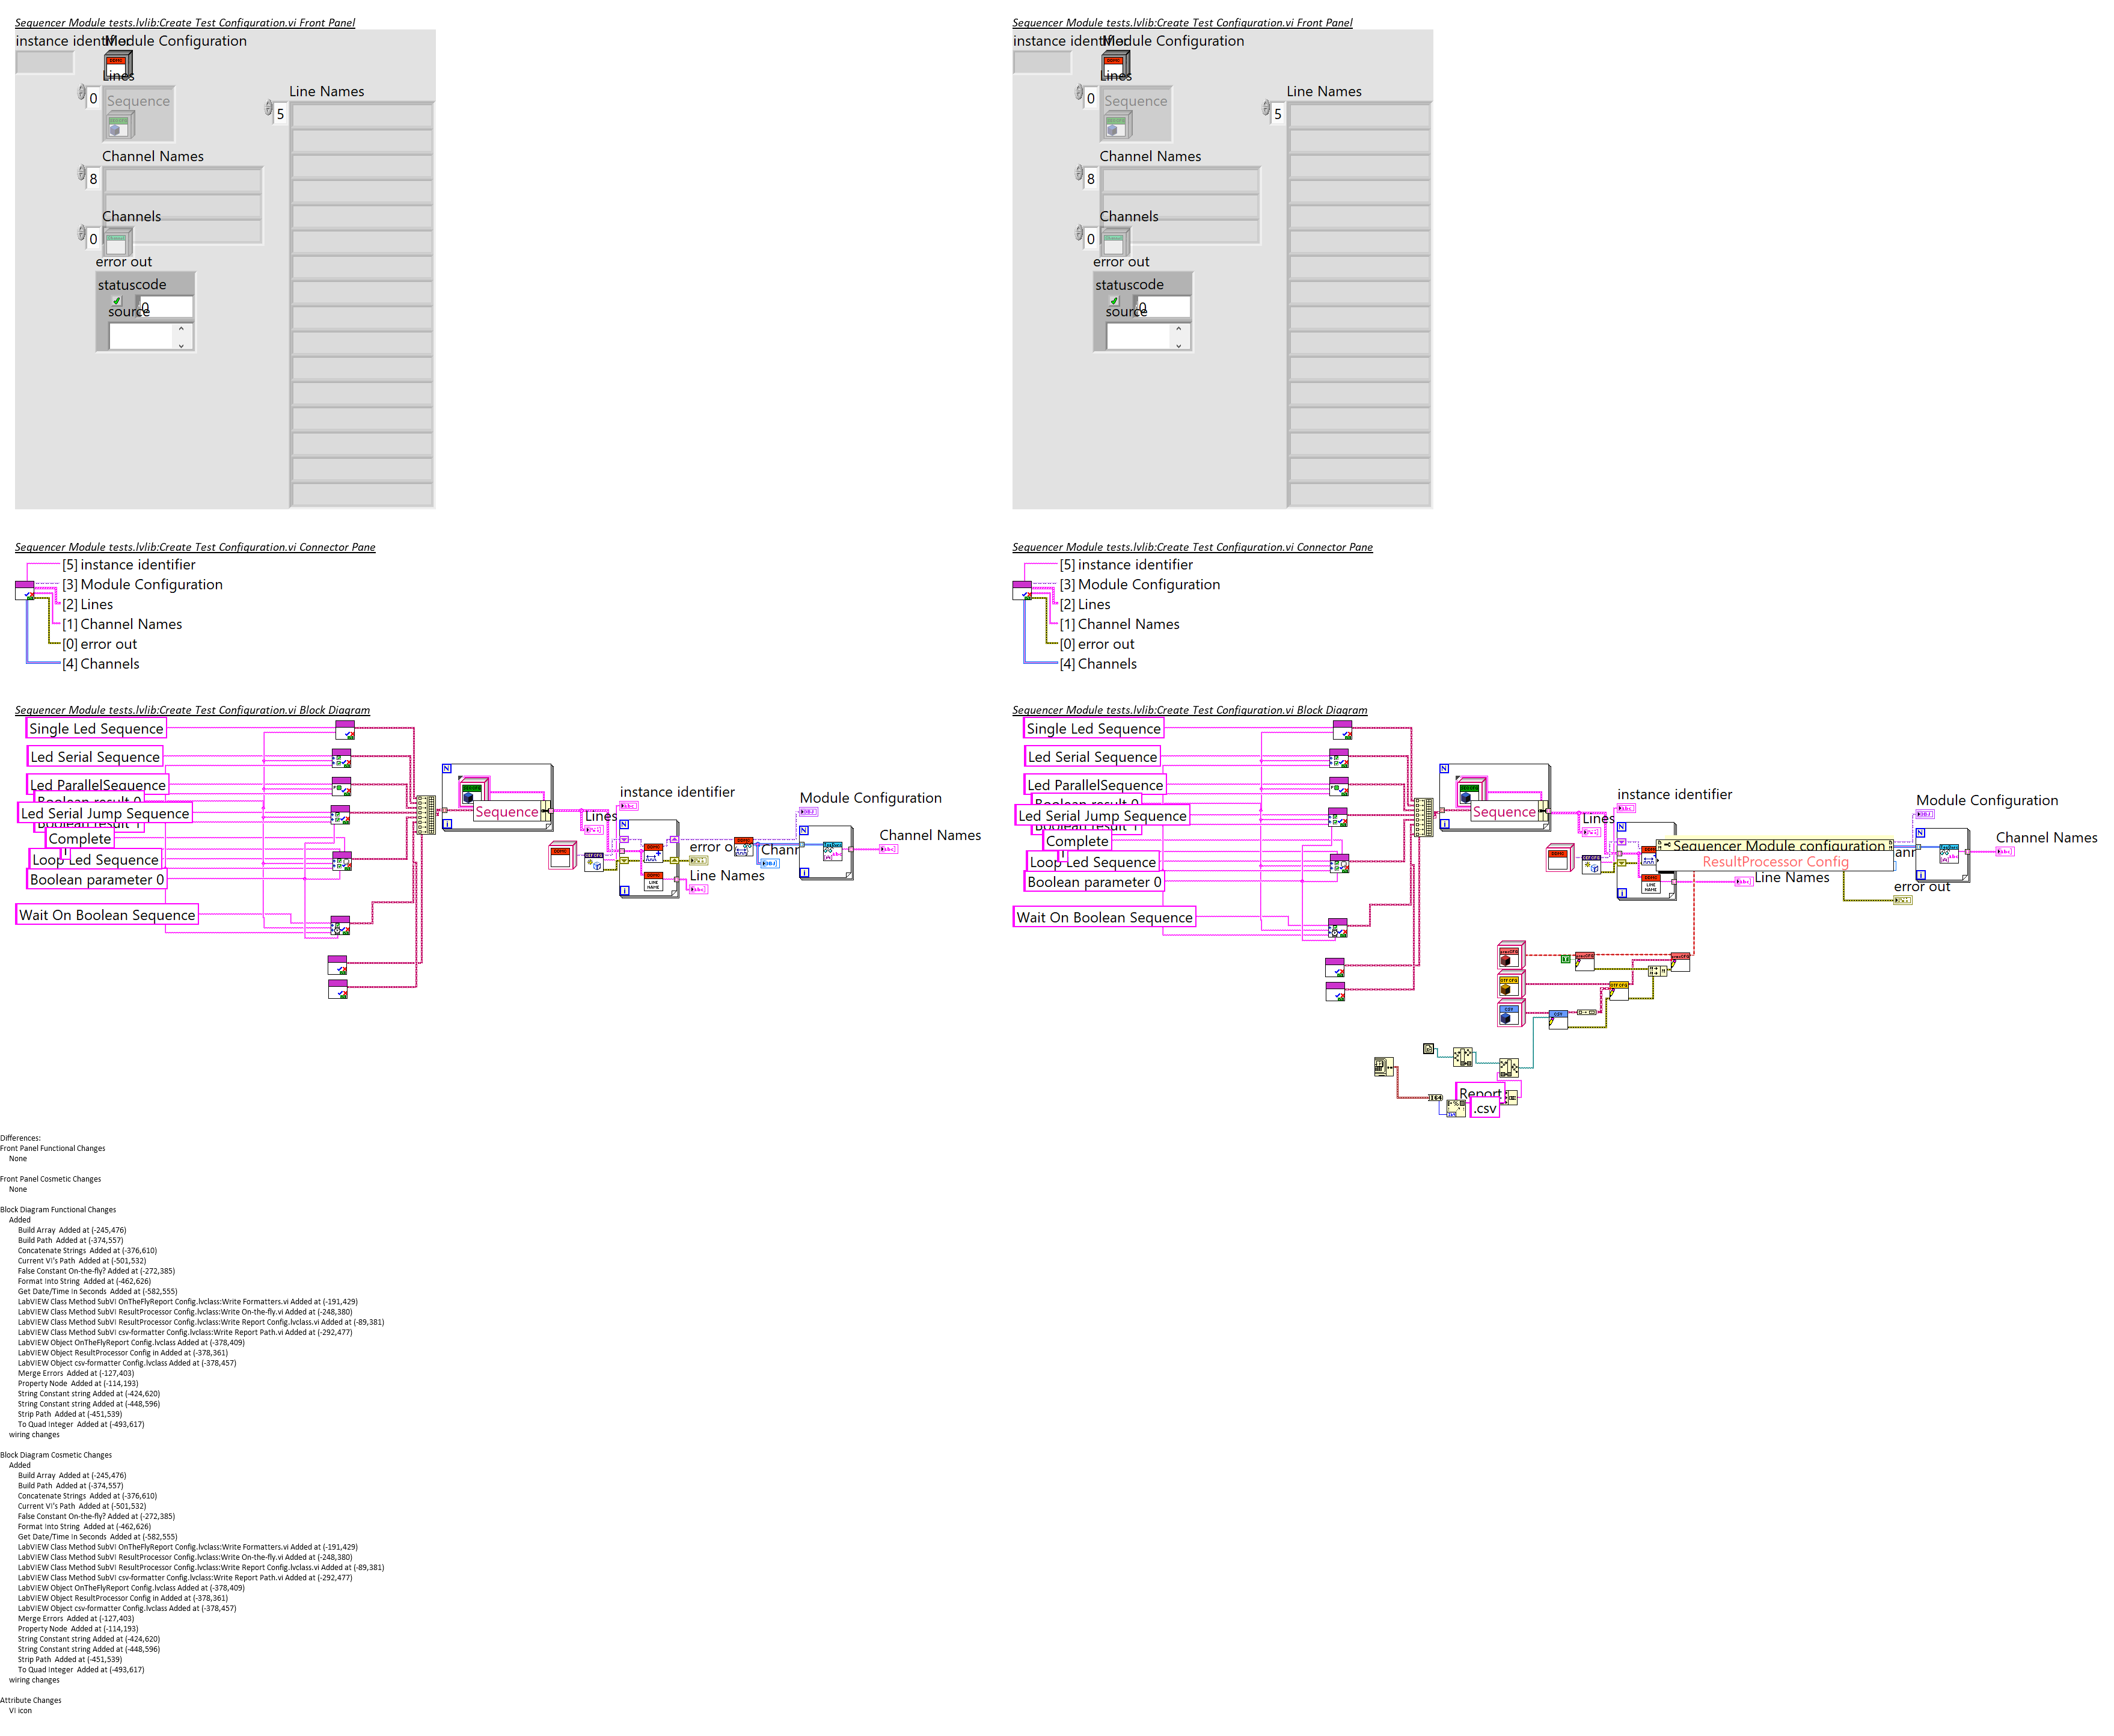 Sequencer Module tests.lvlib:Create Test Configuration.vi Front Panel
instance identifier
Module Configuration
Lines
0
Sequence
Line Names
5
Channel Names
8
Channels
0
error out
status code
0
source
Sequencer Module tests.lvlib:Create Test Configuration.vi Connector Pane
[5] instance identifier
[3] Module Configuration
[2] Lines
[1] Channel Names
[0] error out
[4] Channels
Sequencer Module tests.lvlib:Create Test Configuration.vi Block Diagram
Single Led Sequence
Led Serial Sequence
Led ParallelSequence
Boolean result 0
Led Serial Jump Sequence
Boolean result 1
Complete
Loop Led Sequence
Boolean parameter 0
Wait On Boolean Sequence
Sequence
Lines
instance identifier
error o
Line Names
Module Configuration
Chanr
Channel Names
Sequencer Module tests.lvlib:Create Test Configuration.vi Front Panel
instance identifier
Module Configuration
Lines
0
Sequence
Line Names
5
Channel Names
8
Channels
0
error out
status code
0
source
Sequencer Module tests.lvlib:Create Test Configuration.vi Connector Pane
[5] instance identifier
[3] Module Configuration
[2] Lines
[1] Channel Names
[0] error out
[4] Channels
Sequencer Module tests.lvlib:Create Test Configuration.vi Block Diagram
Single Led Sequence
Led Serial Sequence
Led ParallelSequence
Boolean result 0
Led Serial Jump Sequence
Boolean result 1
Complete
Loop Led Sequence
Boolean parameter 0
Wait On Boolean Sequence
Sequence
Lines
instance identifier
Sequencer Module configuration
ResultProcessor Config
Line Names
Module Configuration
Channel Names
error out
Report
.csv
Differences:
Front Panel Functional Changes
None
Front Panel Cosmetic Changes
None
Block Diagram Functional Changes
Added
Build Array  Added at (-245,476)
Build Path  Added at (-374,557)
Concatenate Strings  Added at (-376,610)
Current VI's Path  Added at (-501,532)
False Constant On-the-fly? Added at (-272,385)
Format Into String  Added at (-462,626)
Get Date/Time In Seconds  Added at (-582,555)
LabVIEW Class Method SubVI OnTheFlyReport Config.lvclass:Write Formatters.vi Added at (-191,429)
LabVIEW Class Method SubVI ResultProcessor Config.lvclass:Write On-the-fly.vi Added at (-248,380)
LabVIEW Class Method SubVI ResultProcessor Config.lvclass:Write Report Config.lvclass.vi Added at (-89,381)
LabVIEW Class Method SubVI csv-formatter Config.lvclass:Write Report Path.vi Added at (-292,477)
LabVIEW Object OnTheFlyReport Config.lvclass Added at (-378,409)
LabVIEW Object ResultProcessor Config in Added at (-378,361)
LabVIEW Object csv-formatter Config.lvclass Added at (-378,457)
Merge Errors  Added at (-127,403)
Property Node  Added at (-114,193)
String Constant string Added at (-424,620)
String Constant string Added at (-448,596)
Strip Path  Added at (-451,539)
To Quad Integer  Added at (-493,617)
wiring changes
Block Diagram Cosmetic Changes
Added
Build Array  Added at (-245,476)
Build Path  Added at (-374,557)
Concatenate Strings  Added at (-376,610)
Current VI's Path  Added at (-501,532)
False Constant On-the-fly? Added at (-272,385)
Format Into String  Added at (-462,626)
Get Date/Time In Seconds  Added at (-582,555)
LabVIEW Class Method SubVI OnTheFlyReport Config.lvclass:Write Formatters.vi Added at (-191,429)
LabVIEW Class Method SubVI ResultProcessor Config.lvclass:Write On-the-fly.vi Added at (-248,380)
LabVIEW Class Method SubVI ResultProcessor Config.lvclass:Write Report Config.lvclass.vi Added at (-89,381)
LabVIEW Class Method SubVI csv-formatter Config.lvclass:Write Report Path.vi Added at (-292,477)
LabVIEW Object OnTheFlyReport Config.lvclass Added at (-378,409)
LabVIEW Object ResultProcessor Config in Added at (-378,361)
LabVIEW Object csv-formatter Config.lvclass Added at (-378,457)
Merge Errors  Added at (-127,403)
Property Node  Added at (-114,193)
String Constant string Added at (-424,620)
String Constant string Added at (-448,596)
Strip Path  Added at (-451,539)
To Quad Integer  Added at (-493,617)
wiring changes
Attribute Changes
VI icon